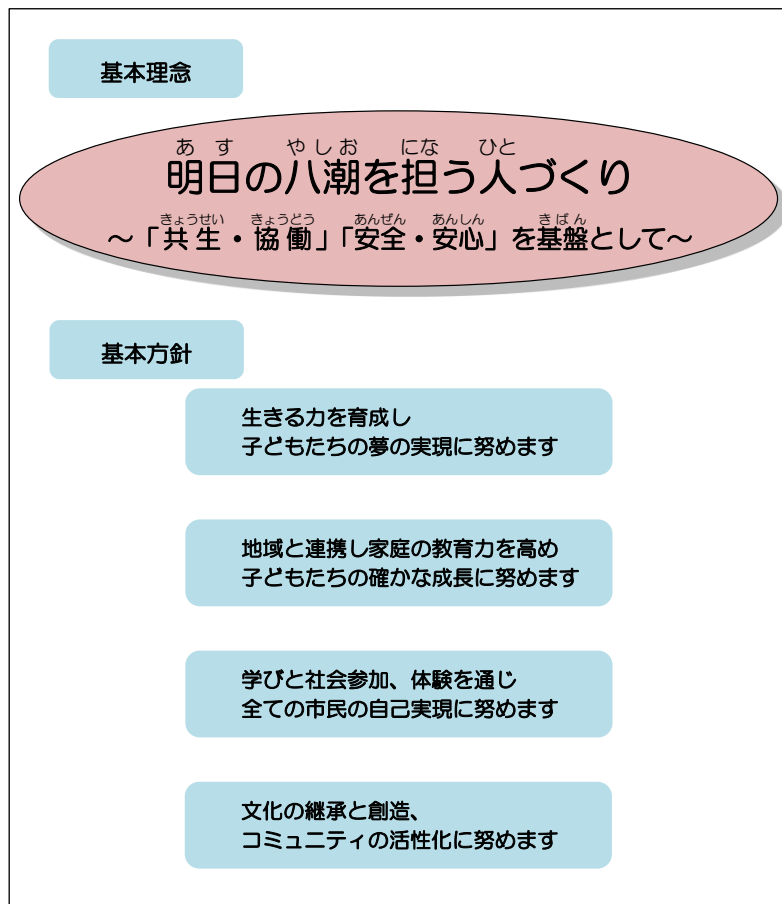 基本理念
あす やしお にな ひと
明日の八潮を担う人づくり
きょうせい きょうどう あんぜん あんしん きばん
～「共生・協働」「安全・安心」を基盤として～
基本方針
生きる力を育成し
子どもたちの夢の実現に努めます
地域と連携し家庭の教育力を高め
子どもたちの確かな成長に努めます
学びと社会参加、体験を通じ
全ての市民の自己実現に努めます
文化の継承と創造、
コミュニティの活性化に努めます